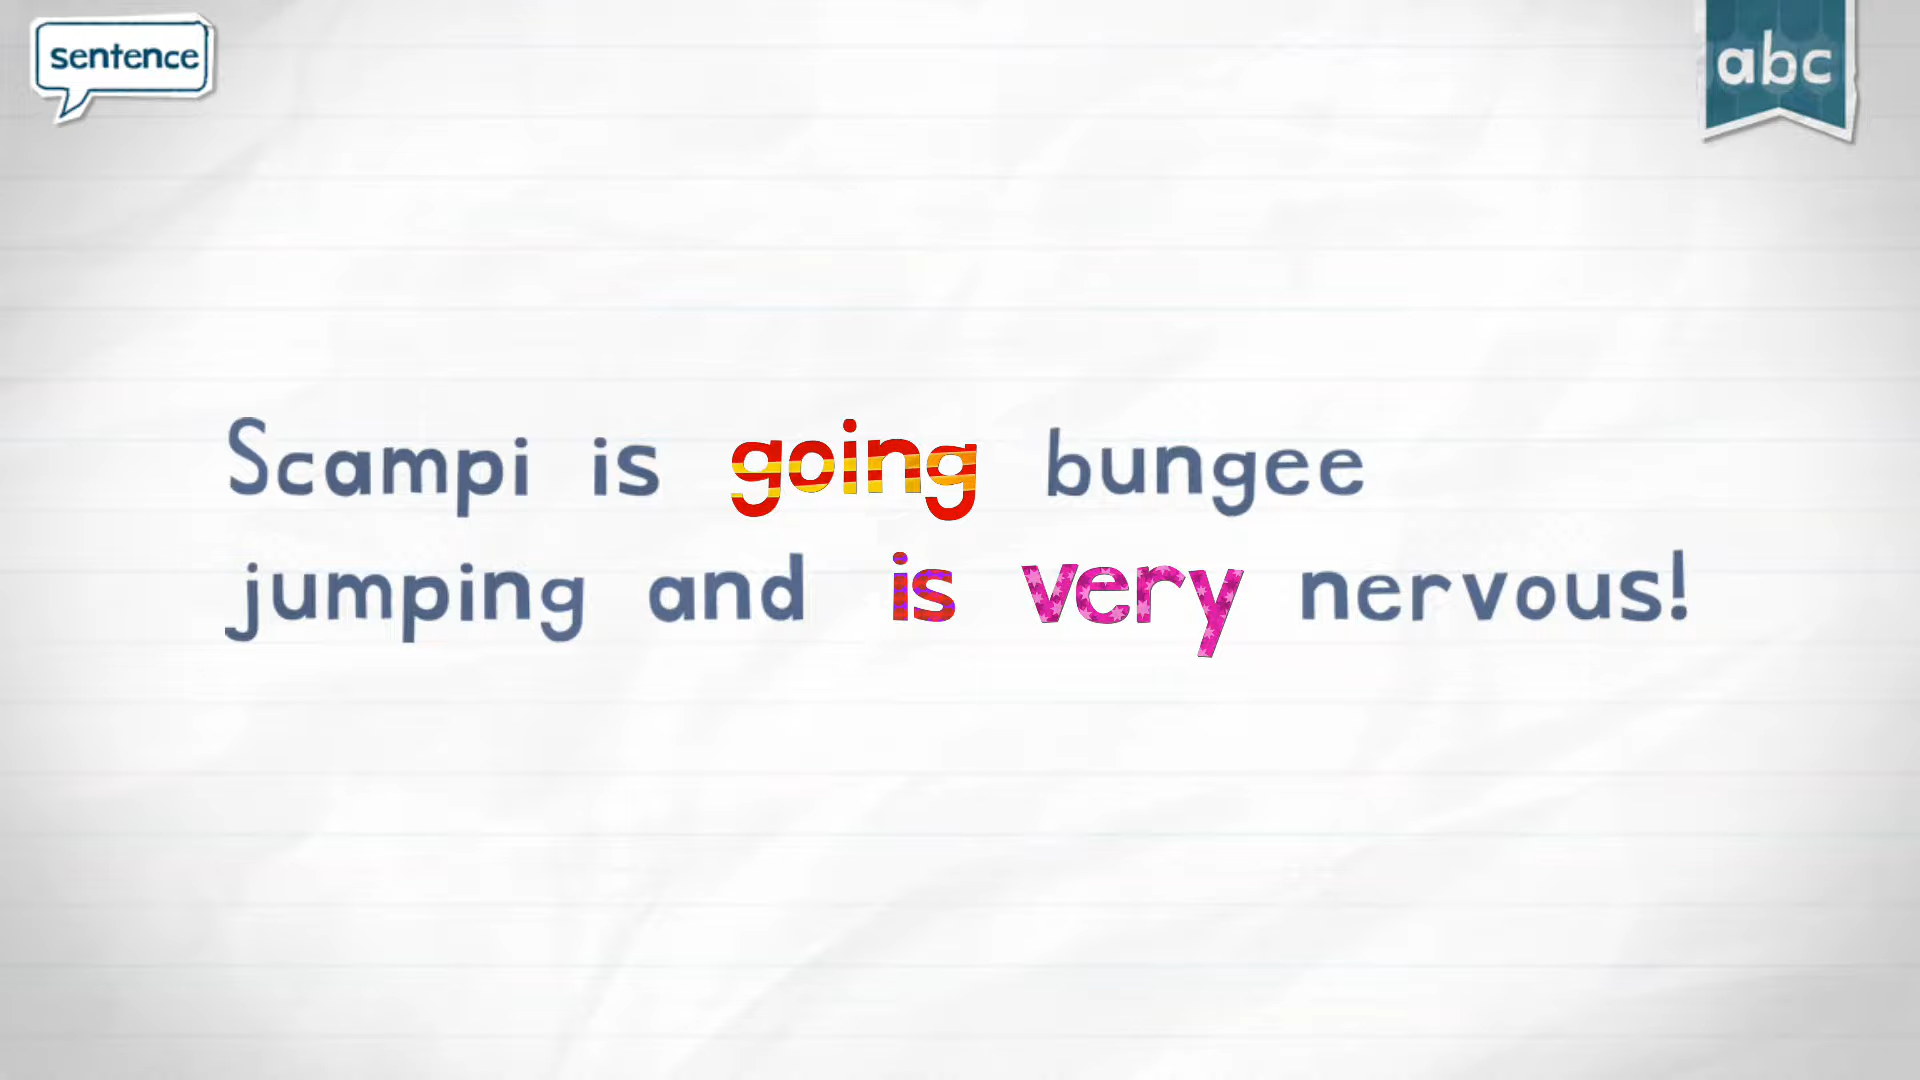 sentence
abc
Scampi is going bungee
jumping and is very nervous!